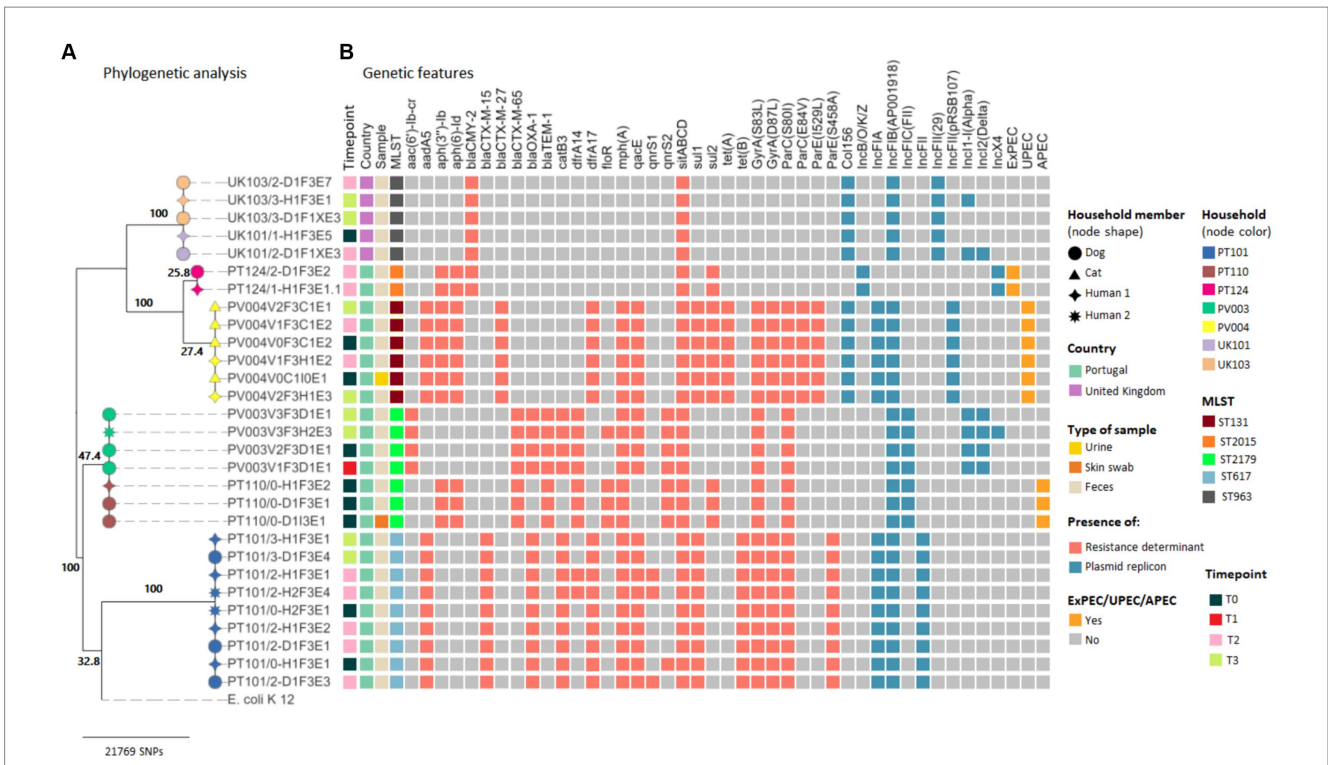 A
B
Phylogenetic analysis
Genetic features
Timepoint
Country
Sample
MLST
aac(6')-Ib-cr
aadA5
aph(3'')-Ib
aph(6)-Id
blaCMY-2
blaCTX-M-15
blaCTX-M-27
blaCTX-M-65
blaOXA-1
blaTEM-1
catB3
dfrA14
dfrA17
floR
mph(A)
qacE
qnrS1
qnrS2
sitABCD
sul1
sul2
tet(A)
tet(B)
GyrA(S83L)
GyrA(D87L)
ParC(S80I)
ParC(E84V)
ParE(I529L)
ParE(S458A)
Col156
IncB/O/K/Z
IncFIA
IncFIB(AP001918)
IncFIC(FII)
IncFII
IncFII(29)
IncFII(pRSB107)
IncI1-I(Alpha)
IncI2(Delta)
IncX4
ExPEC
UPEC
APEC
UK103/2-D1F3E7
UK103/3-H1F3E1
UK103/3-D1F1XE3
UK101/1-H1F3E5
UK101/2-D1F1XE3
PT124/2-D1F3E2
PT124/1-H1F3E1.1
PV004V2F3C1E1
PV004V1F3C1E2
PV004V0F3C1E2
PV004V1F3H1E2
PV004V0C1I0E1
PV004V2F3H1E3
PV003V3F3D1E1
PV003V3F3H2E3
PV003V2F3D1E1
PV003V1F3D1E1
PT110/0-H1F3E2
PT110/0-D1F3E1
PT110/0-D1I3E1
PT101/3-H1F3E1
PT101/3-D1F3E4
PT101/2-H1F3E1
PT101/2-H2F3E4
PT101/0-H2F3E1
PT101/2-H1F3E2
PT101/2-D1F3E1
PT101/0-H1F3E1
PT101/2-D1F3E3
E. coli K 12
100
25.8
100
27.4
47.4
100
100
32.8
21769 SNPs
Household member
(node shape)
Dog
Cat
Human 1
Human 2
Country
Portugal
United Kingdom
Type of sample
Urine
Skin swab
Feces
Presence of:
Resistance determinant
Plasmid replicon
ExPEC/UPEC/APEC
Yes
No
Household
(node color)
PT101
PT110
PT124
PV003
PV004
UK101
UK103
MLST
ST131
ST2015
ST2179
ST617
ST963
Timepoint
T0
T1
T2
T3